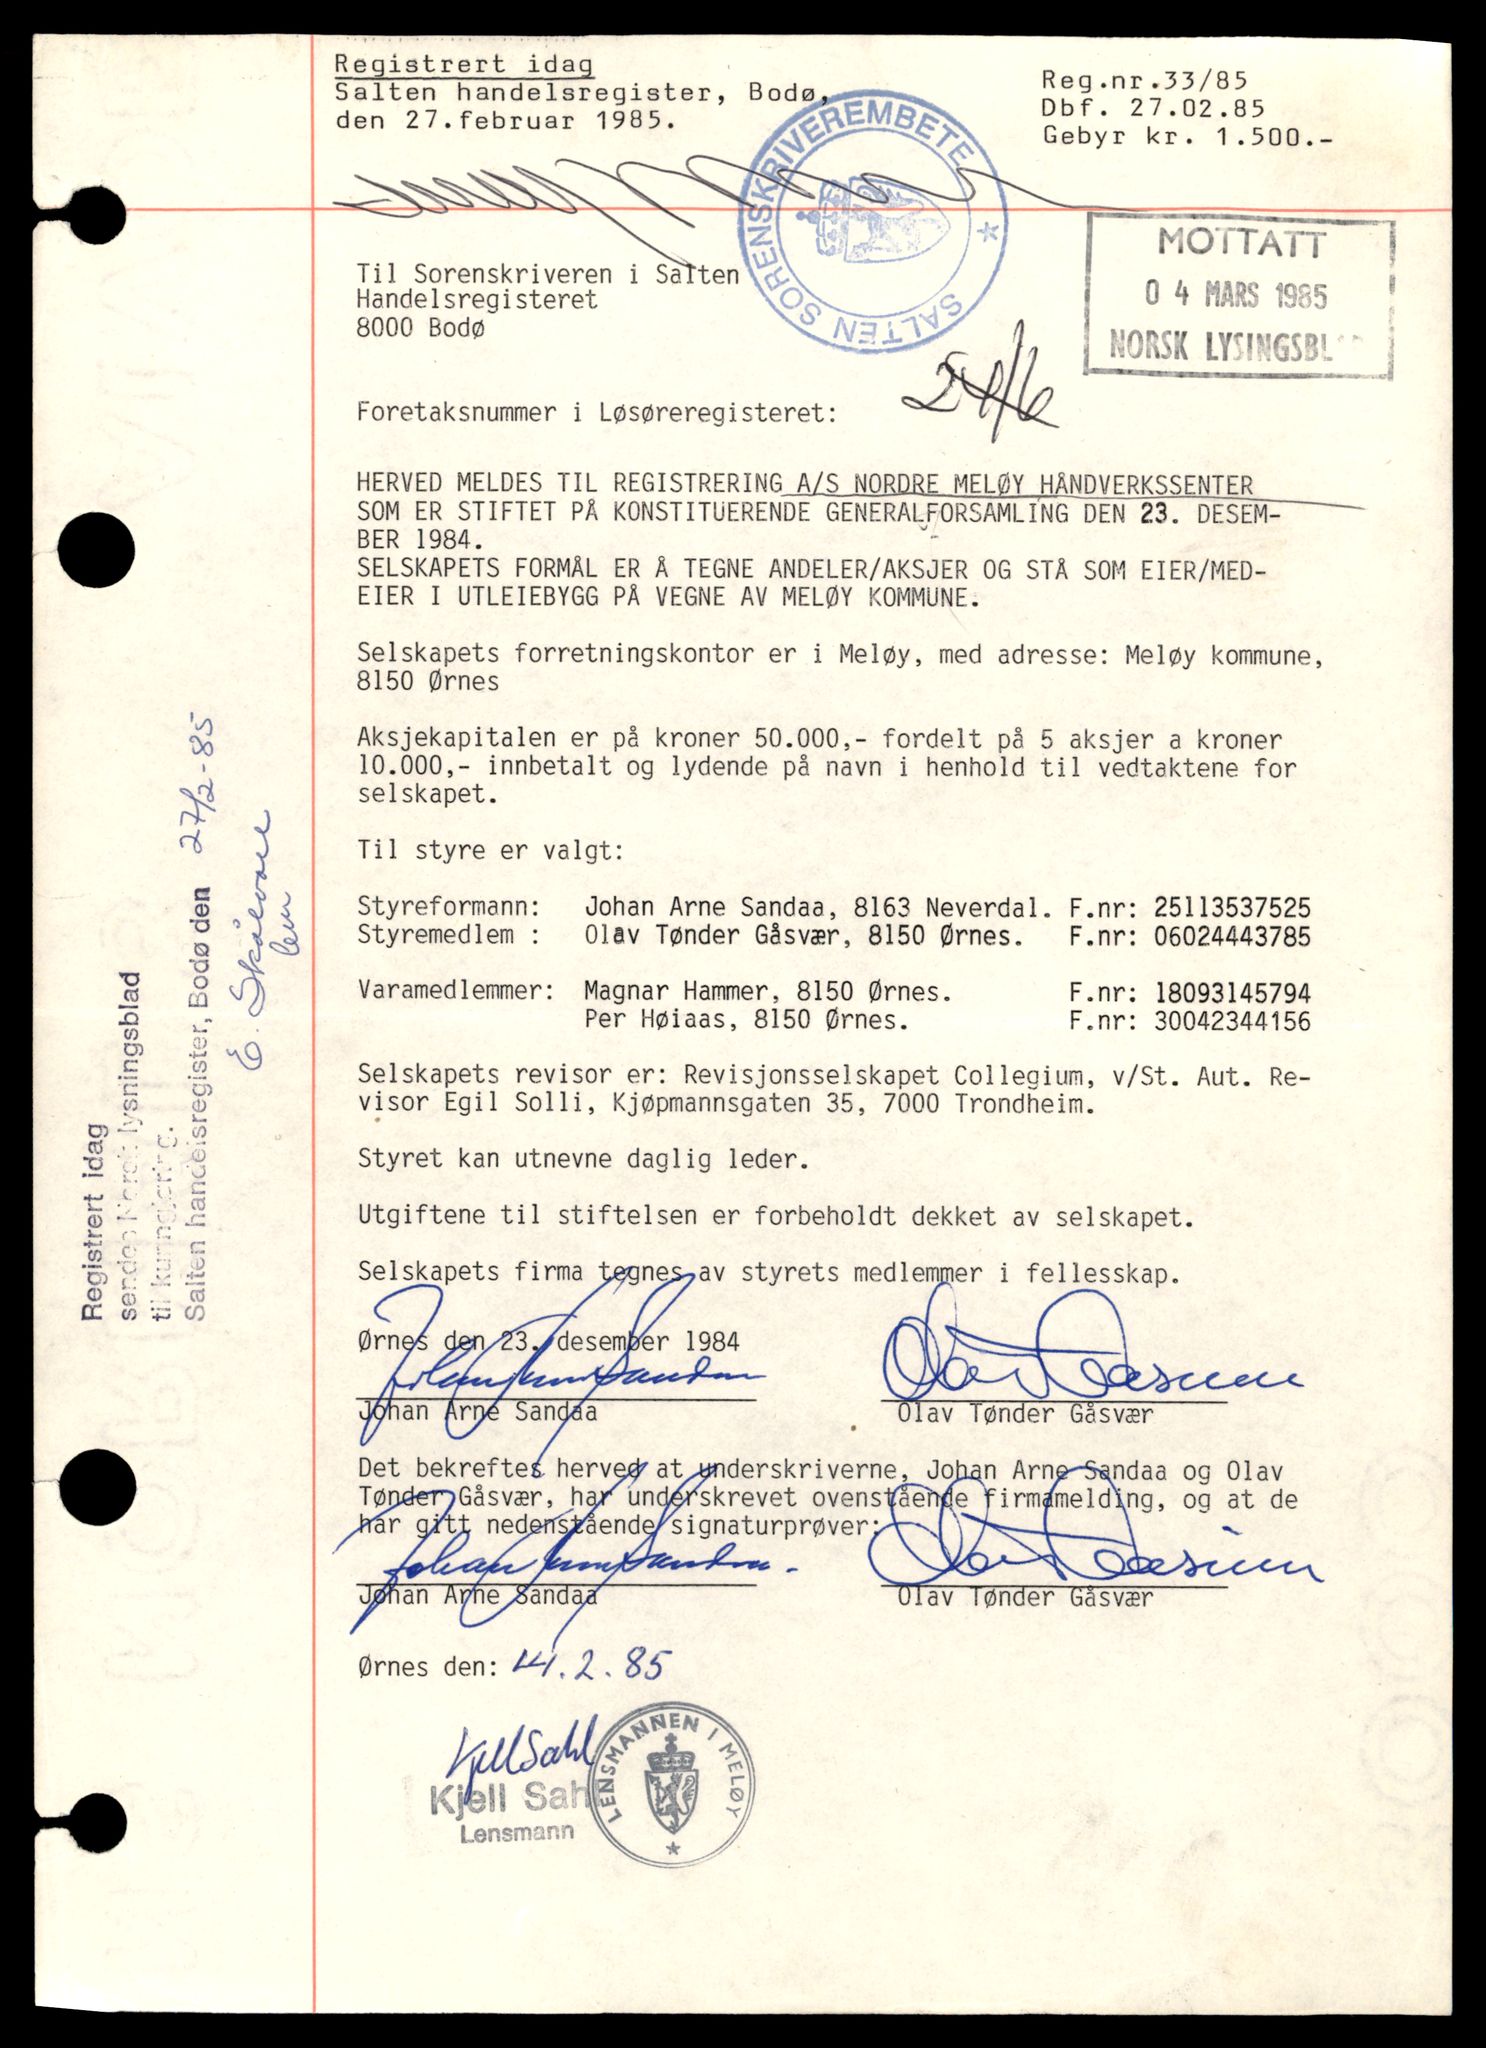 Registrert idag
Salten handelsregister, Bodø,
den 27.februar 1985.
Reg.nr.33/85
Dbf. 27.02.85
Gebyr kr. 1.500.-
SALTEN SORENSKRIVEREMBETE
MOTTATT
04 MARS 1985
NORSK LYSINGSBL
Til Sorenskriveren i Salten
Handelsregisteret
8000 Bodø
Foretaksnummer i Løsøreregisteret:
HERVED MELDES TIL REGISTRERING A/S NORDRE MELØY HÅNDVERKSSENTER
SOM ER STIFTET PÅ KONSTITUERENDE GENERALFORSAMLING DEN 23. DESEM-
BER 1984.
SELSKAPETS FORMÅL ER Å TEGNE ANDELER/AKSJER OG STÅ SOM EIER/MED-
EIER I UTLEIEBYGG PÅ VEGNE AV MELØY KOMMUNE.
Selskapets forretningskontor er i Meløy, med adresse: Meløy kommune,
8150 Ørnes
Aksjekapitalen er på kroner 50.000,- fordelt på 5 aksjer a kroner
10.000,- innbetalt og lydende på navn i henhold til vedtaktene for
selskapet.
Til styre er valgt:
Styreformann: Johan Arne Sandaa, 8163 Neverdal. F.nr: 25113537525
Styremedlem : Olav Tønder Gåsvær, 8150 Ørnes. F.nr: 06024443785
Varamedlemmer: Magnar Hammer, 8150 Ørnes. F.nr: 18093145794
Per Høiaas, 8150 Ørnes. F.nr: 30042344156
Selskapets revisor er: Revisjonsselskapet Collegium, v/St. Aut. Re-
visor Egil Solli, Kjøpmannsgaten 35, 7000 Trondheim.
Styret kan utnevne daglig leder.
Utgiftene til stiftelsen er forbeholdt dekket av selskapet.
Selskapets firma tegnes av styrets medlemmer i fellesskap.
Ørnes den 23. desember 1984
Johan Arne Sandaa
Olav Tønder Gåsvær
Det bekreftes herved at underskriverne, Johan Arne Sandaa og Olav
Tønder Gåsvær, har underskrevet ovenstående firmamelding, og at de
har gitt nedenstående signaturprøver:
Johan Arne Sandaa
Olav Tønder Gåsvær
Ørnes den: 14.2.85
Kjell Sahl
Kjell Sahl
Lensmann
LENSMANNEN I MELØY
Registrert idag
sendes Norsk lysningsblad
til kunngjøring.
Salten handelsregister, Bodø den 27/2-85